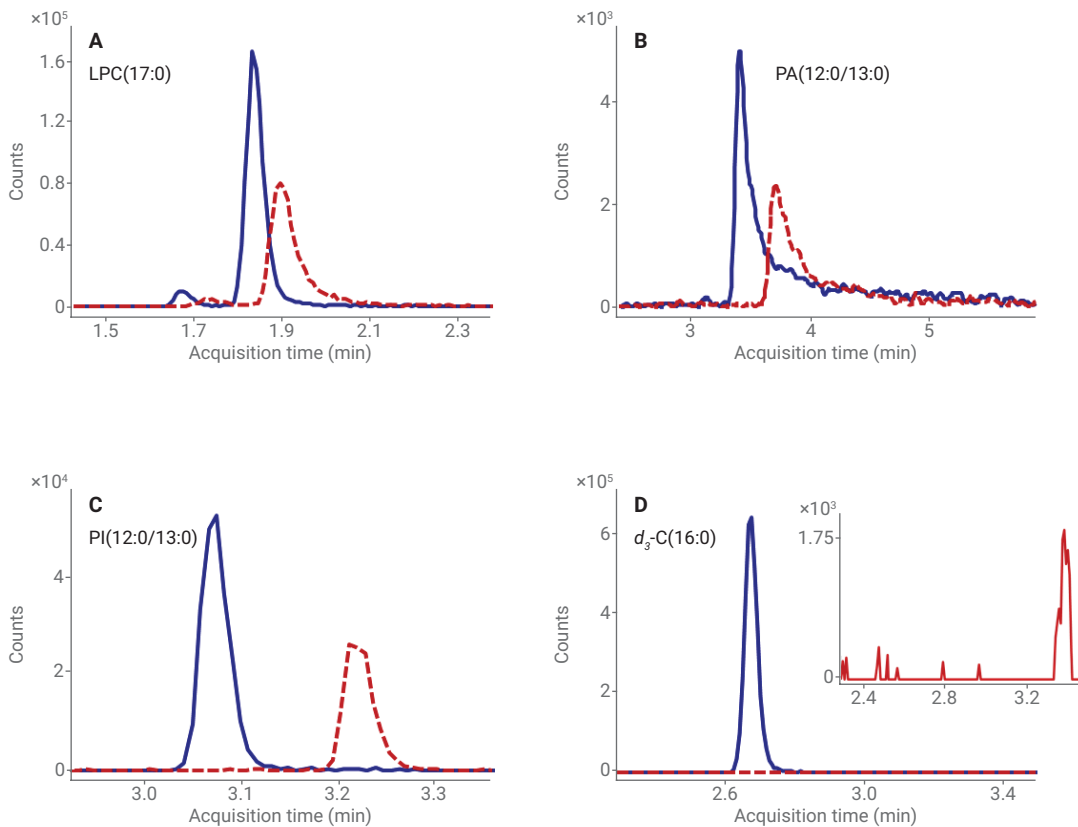 ×10⁵
A
LPC(17:0)
1.6
1.2
0.8
0.4
0
Counts
1.5
1.7
1.9
2.1
2.3
Acquisition time (min)
×10³
B
PA(12:0/13:0)
4
2
0
Counts
3
4
5
Acquisition time (min)
×10⁴
C
PI(12:0/13:0)
4
2
0
Counts
3.0
3.1
3.2
3.3
Acquisition time (min)
×10⁵
D
d₃-C(16:0)
6
4
2
0
Counts
2.6
3.0
3.4
Acquisition time (min)
×10³
1.75
0
2.4
2.8
3.2